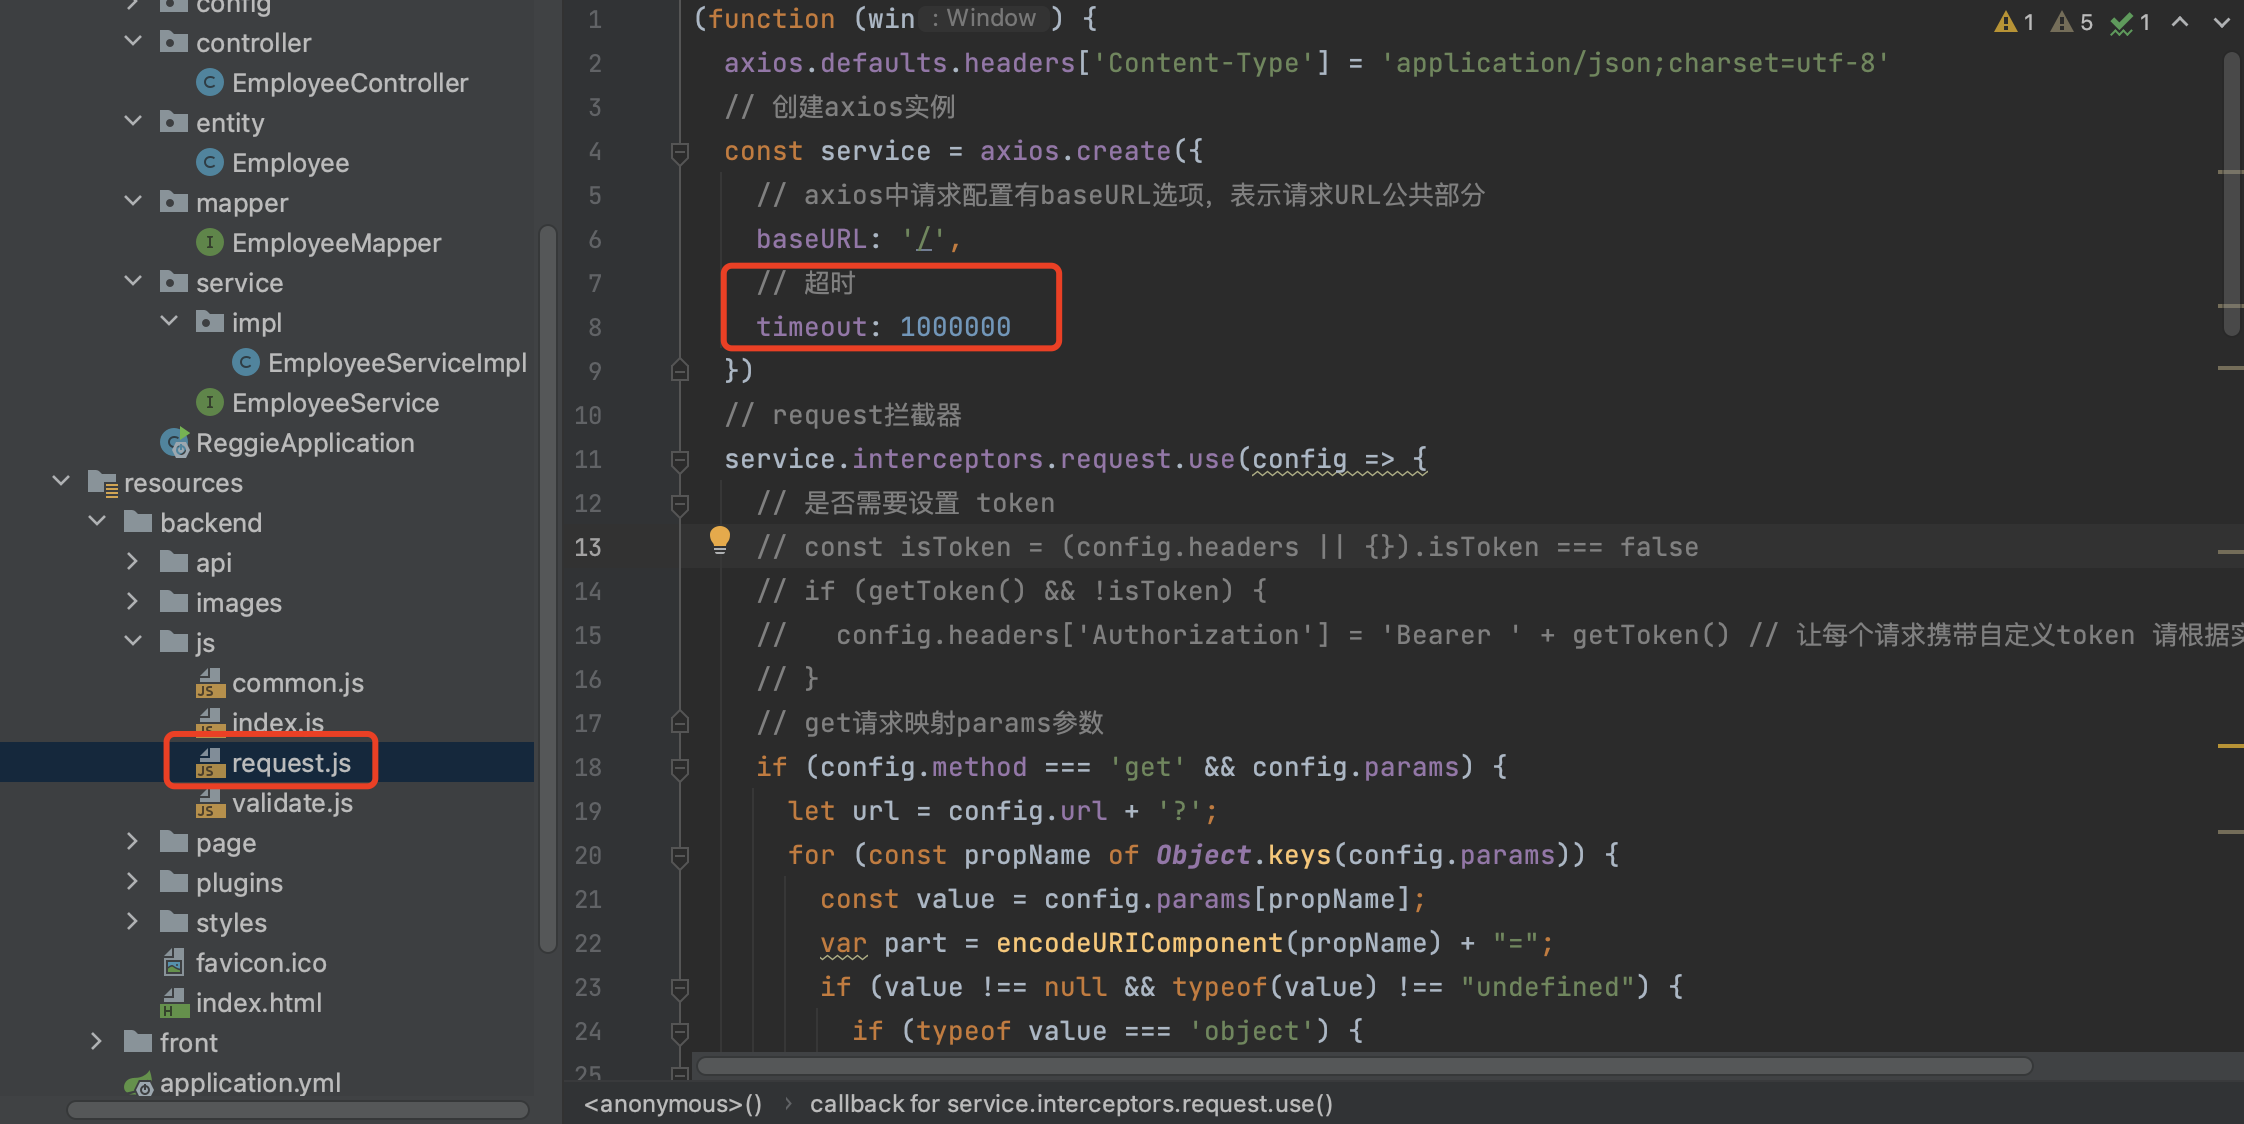 config
controller
EmployeeController
entity
Employee
mapper
EmployeeMapper
service
impl
EmployeeServiceImpl
EmployeeService
ReggieApplication
resources
backend
api
images
js
common.js
index.js
request.js
validate.js
page
plugins
styles
favicon.ico
index.html
front
application.yml
1 (function (win : Window ) {
2 axios.defaults.headers['Content-Type'] = 'application/json;charset=utf-8'
3 // 创建axios实例
4 const service = axios.create({
5 // axios中请求配置有baseURL选项，表示请求URL公共部分
6 baseURL: '/',
7 // 超时
8 timeout: 1000000
9 })
10 // request拦截器
11 service.interceptors.request.use(config => {
12 // 是否需要设置 token
13 // const isToken = (config.headers || {}).isToken === false
14 // if (getToken() && !isToken) {
15 // config.headers['Authorization'] = 'Bearer ' + getToken() // 让每个请求携带自定义token 请根据实
16 // }
17 // get请求映射params参数
18 if (config.method === 'get' && config.params) {
19 let url = config.url + '?';
20 for (const propName of Object.keys(config.params)) {
21 const value = config.params[propName];
22 var part = encodeURIComponent(propName) + "=";
23 if (value !== null && typeof(value) !== "undefined") {
24 if (typeof value === 'object') {
25
1 5 1
<anonymous>() › callback for service.interceptors.request.use()